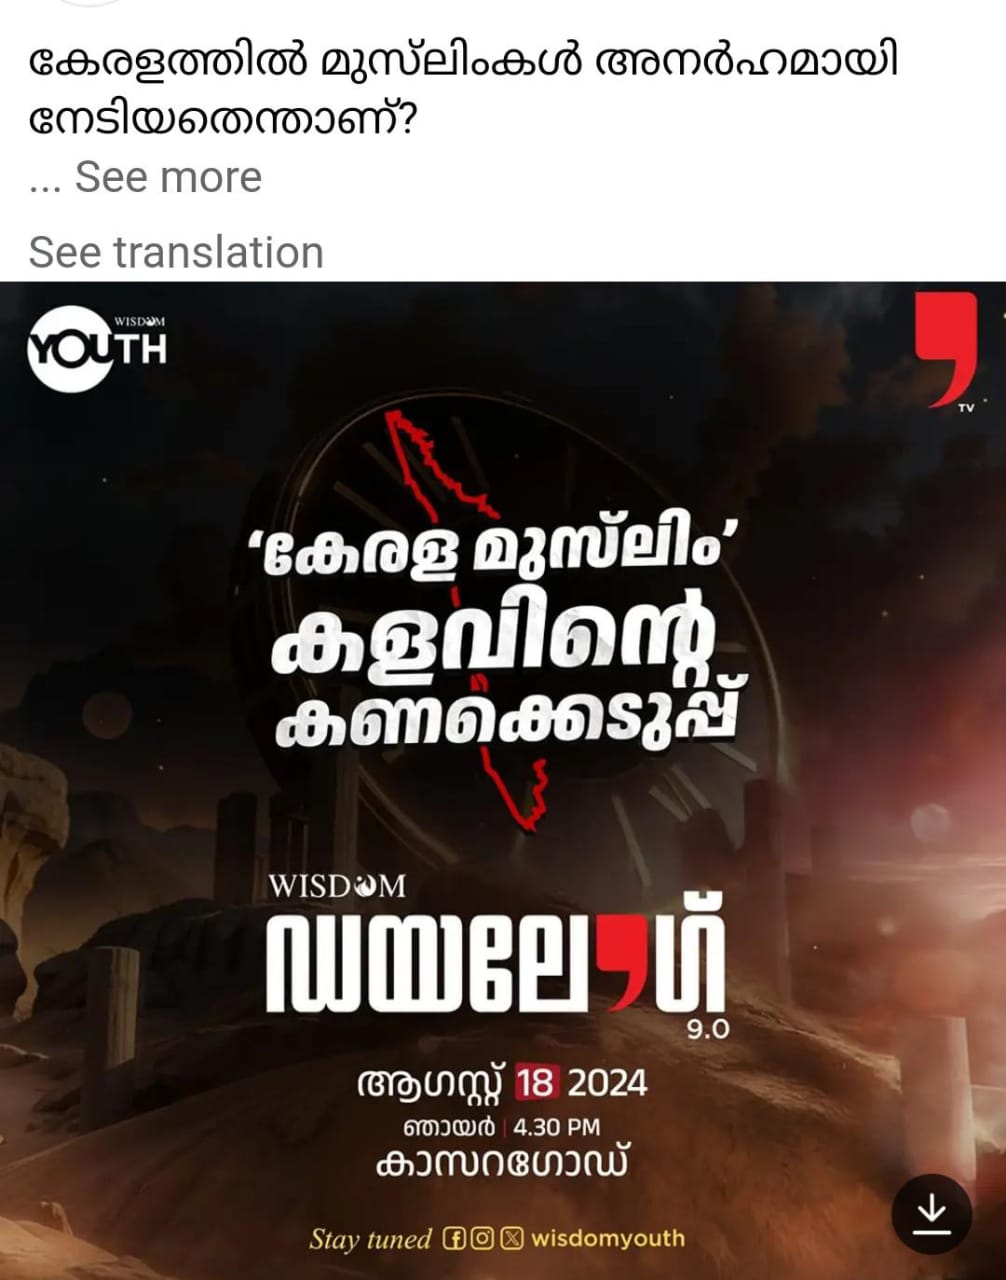 കേരളത്തിൽ മുസ്‌ലിംകൾ അനർഹമായി
നേടിയതെന്താണ്?
... See more
See translation
WISDOM
YOUTH
TV
‘കേരള മുസ്‌ലിം’
കളവിന്റെ
കണക്കെടുപ്പ്
WISDOM
ഡയലോഗ്
9.0
ആഗസ്റ്റ് 18 2024
ഞായർ | 4.30 PM
കാസറഗോഡ്
Stay tuned wisdomyouth